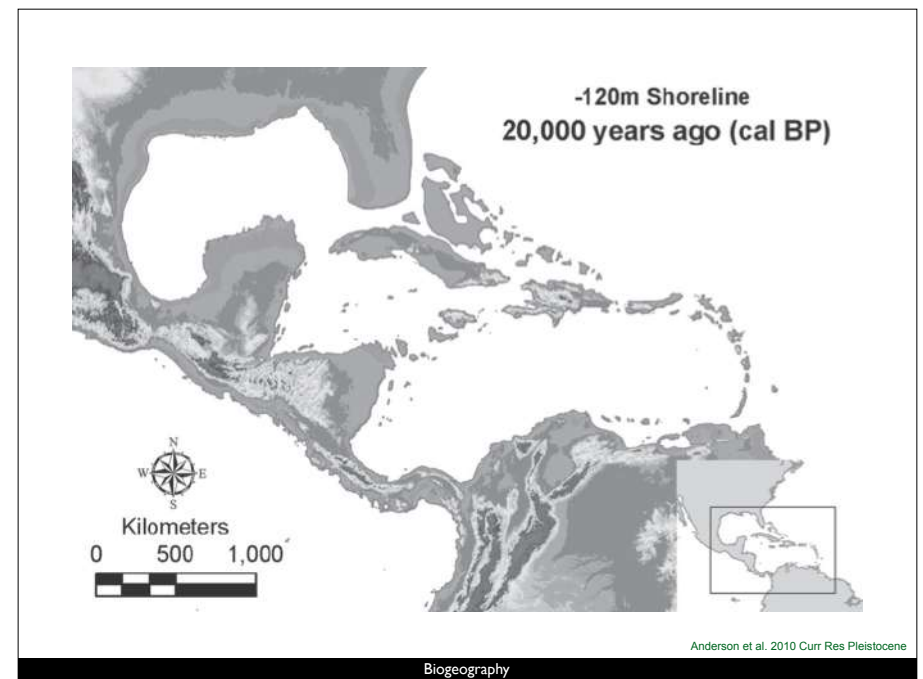 -120m Shoreline
20,000 years ago (cal BP)
N
W E
S
Kilometers
0 500 1,000
Anderson et al. 2010 Curr Res Pleistocene
Biogeography